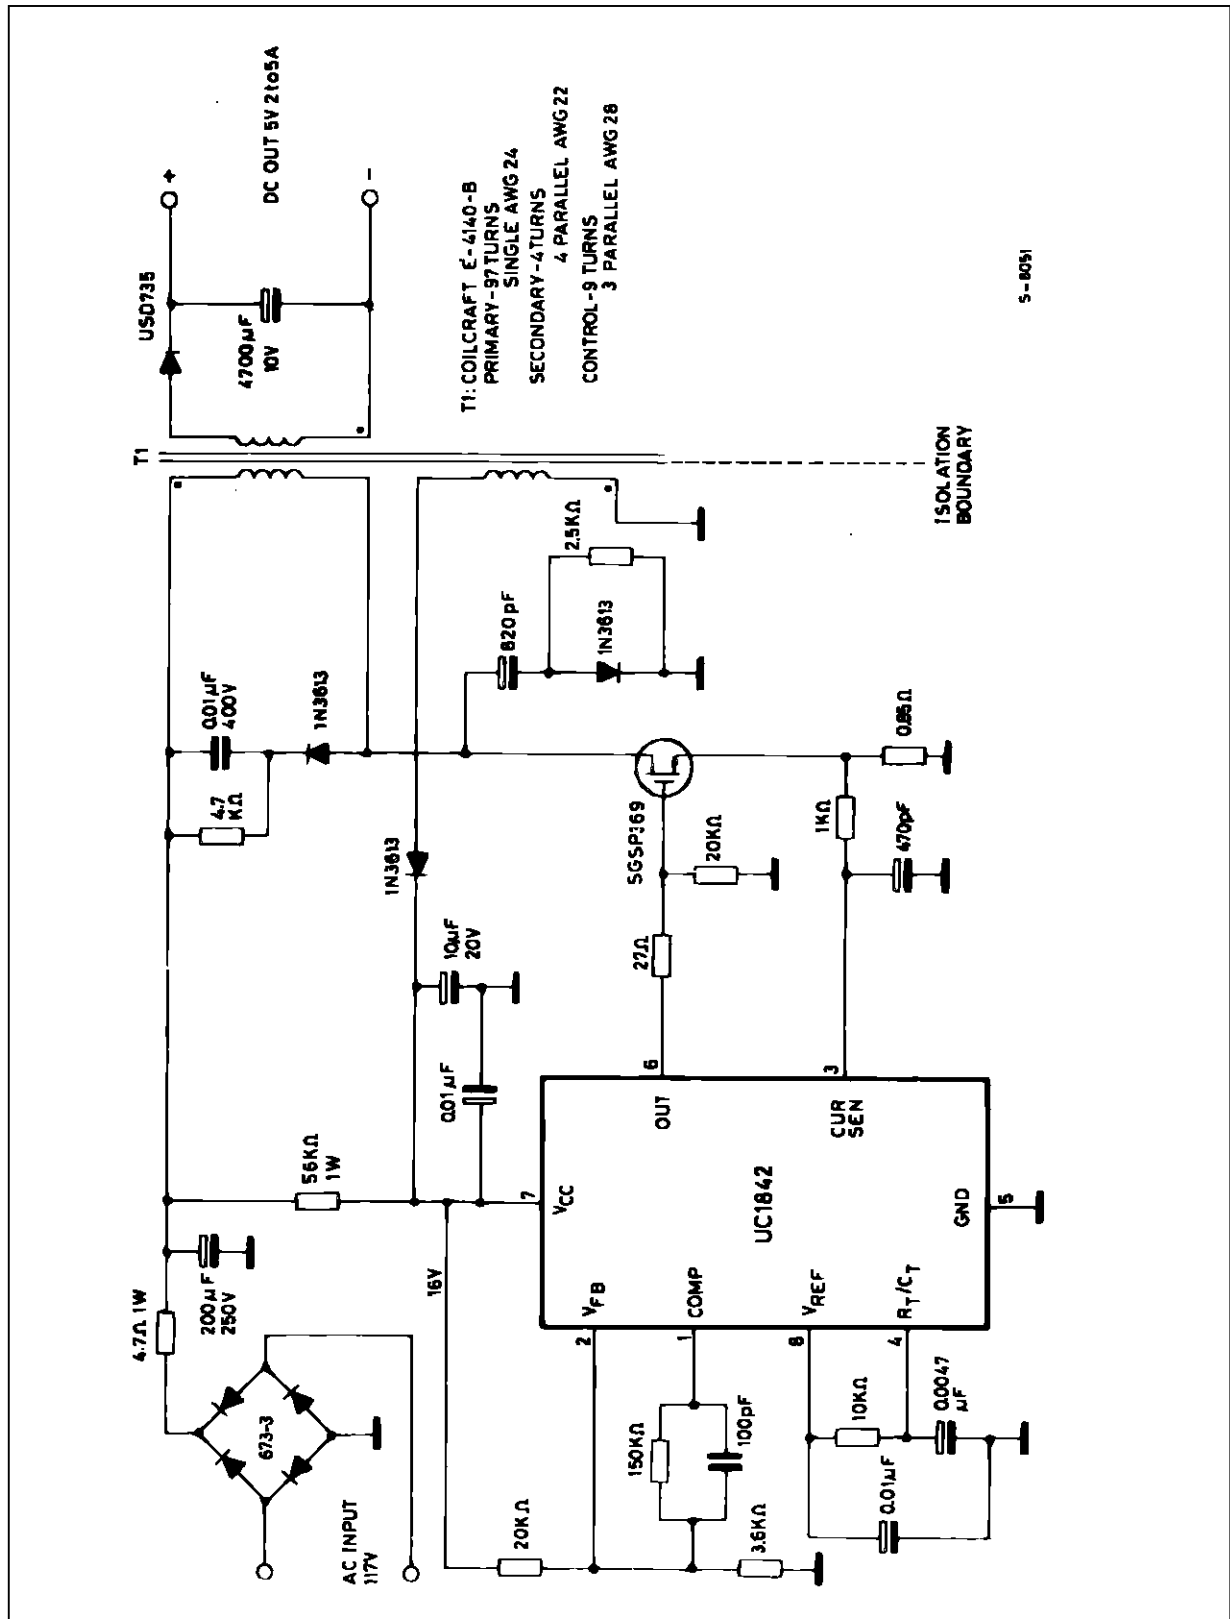 4.7Ω 1W
673-3
AC INPUT
117V
200µF
250V
56KΩ
1W
4.7
KΩ
0.01µF
400V
1N3613
T1
USD735
4700µF
10V
+
-
DC OUT 5V 2to5A
T1: COILCRAFT E-4140-B
PRIMARY-97 TURNS
SINGLE AWG 24
SECONDARY-4 TURNS
4 PARALLEL AWG 22
CONTROL-9 TURNS
3 PARALLEL AWG 28
ISOLATION
BOUNDARY
16V
0.01µF
10µF
20V
1N3613
820pF
2.5KΩ
1N3613
20KΩ
150KΩ
100pF
3.6KΩ
2
VFB
1
COMP
8
VREF
4
RT/CT
7
VCC
UC1842
GND
5
OUT
6
CUR
SEN
3
27Ω
SGSP369
20KΩ
1KΩ
470pF
0.85Ω
0.01µF
10KΩ
0.0047
µF
S-8051